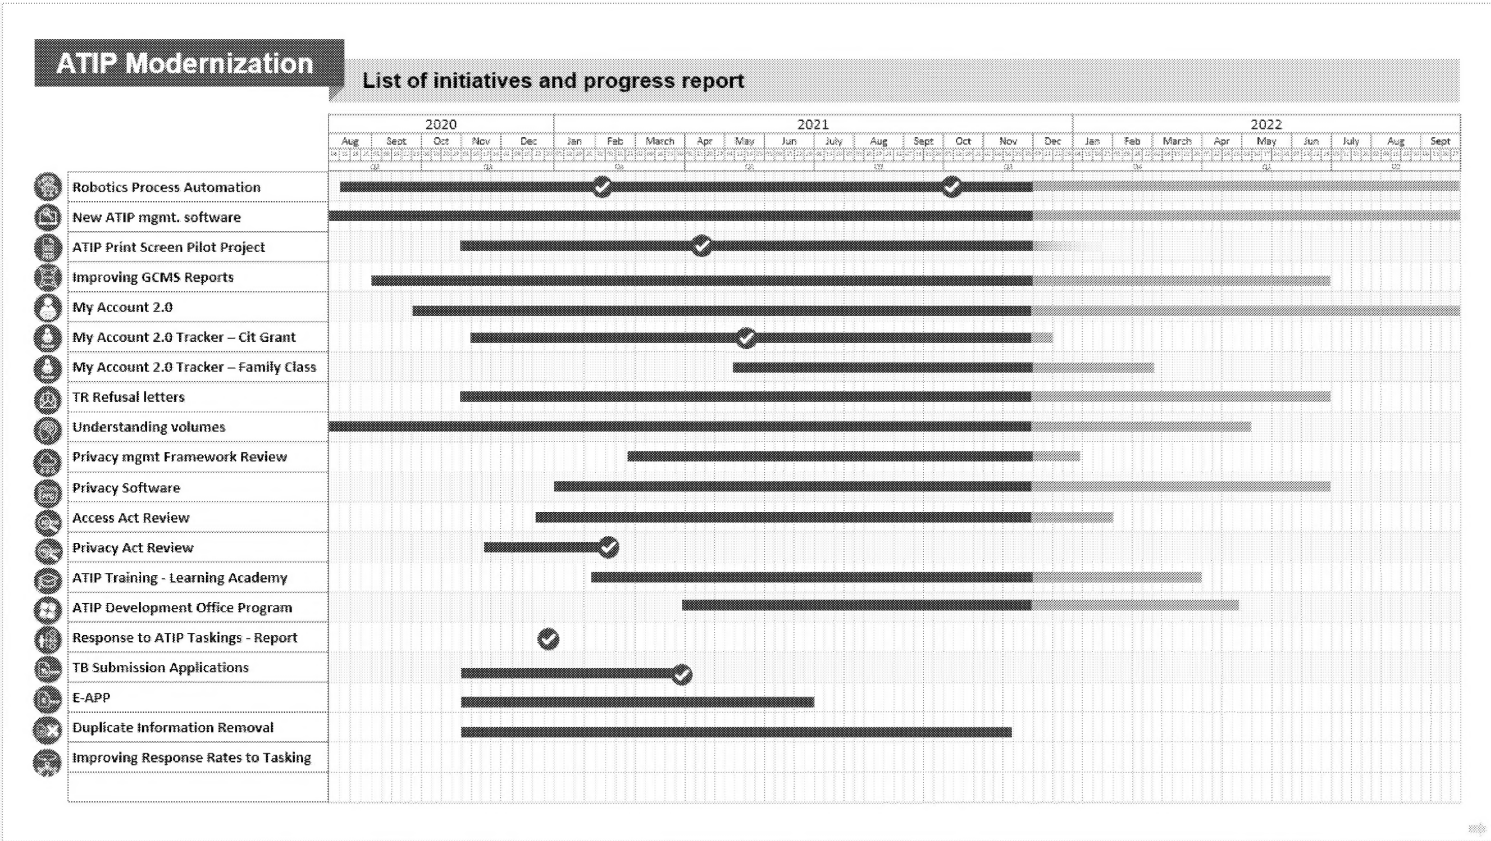 ATIP Modernization
List of initiatives and progress report
2020 2021 2022
Aug Sept Oct Nov Dec Jan Feb March Apr May Jun July Aug Sept Oct Nov Dec Jan Feb March Apr May Jun July Aug Sept
Robotics Process Automation
New ATIP mgmt. software
ATIP Print Screen Pilot Project
Improving GCMS Reports
My Account 2.0
My Account 2.0 Tracker – Cit Grant
My Account 2.0 Tracker – Family Class
TR Refusal letters
Understanding volumes
Privacy mgmt Framework Review
Privacy Software
Access Act Review
Privacy Act Review
ATIP Training - Learning Academy
ATIP Development Office Program
Response to ATIP Taskings - Report
TB Submission Applications
E-APP
Duplicate Information Removal
Improving Response Rates to Tasking